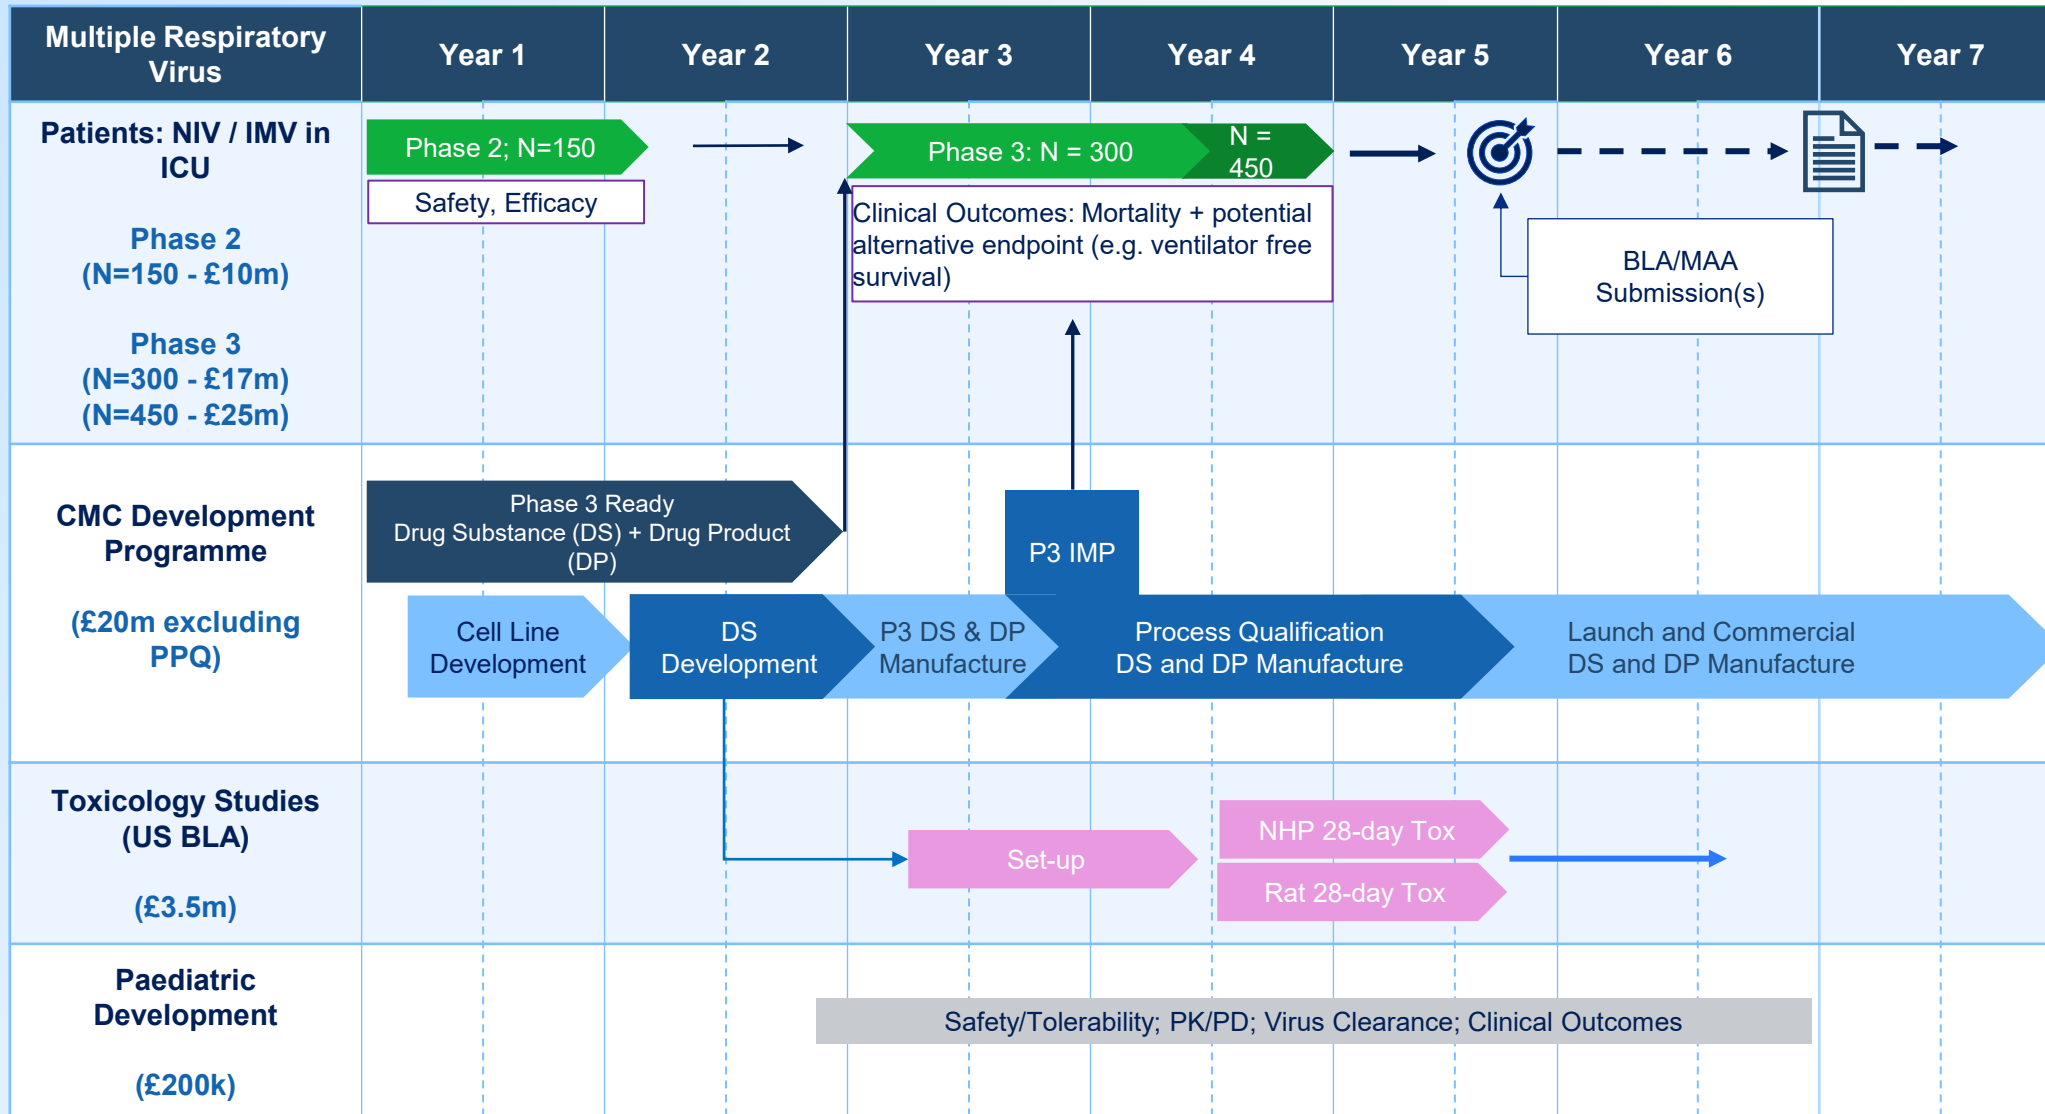 Multiple Respiratory
Virus
Year 1
Year 2
Year 3
Year 4
Year 5
Year 6
Year 7
Patients: NIV / IMV in
ICU
Phase 2
(N=150 - £10m)
Phase 3
(N=300 - £17m)
(N=450 - £25m)
Phase 2; N=150
Safety, Efficacy
Phase 3: N = 300
N =
450
Clinical Outcomes: Mortality + potential
alternative endpoint (e.g. ventilator free
survival)
BLA/MAA
Submission(s)
CMC Development
Programme
(£20m excluding
PPQ)
Phase 3 Ready
Drug Substance (DS) + Drug Product
(DP)
P3 IMP
Cell Line
Development
DS
Development
P3 DS & DP
Manufacture
Process Qualification
DS and DP Manufacture
Launch and Commercial
DS and DP Manufacture
Toxicology Studies
(US BLA)
(£3.5m)
Set-up
NHP 28-day Tox
Rat 28-day Tox
Paediatric
Development
(£200k)
Safety/Tolerability; PK/PD; Virus Clearance; Clinical Outcomes